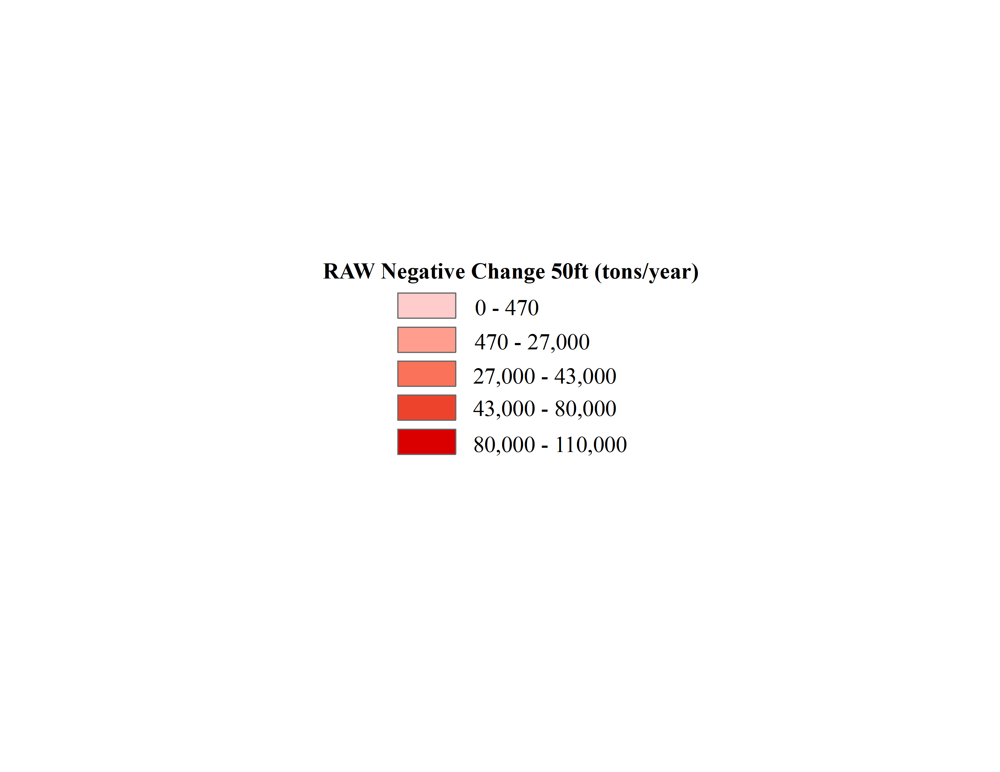 RAW Negative Change 50ft (tons/year)
0 - 470
470 - 27,000
27,000 - 43,000
43,000 - 80,000
80,000 - 110,000